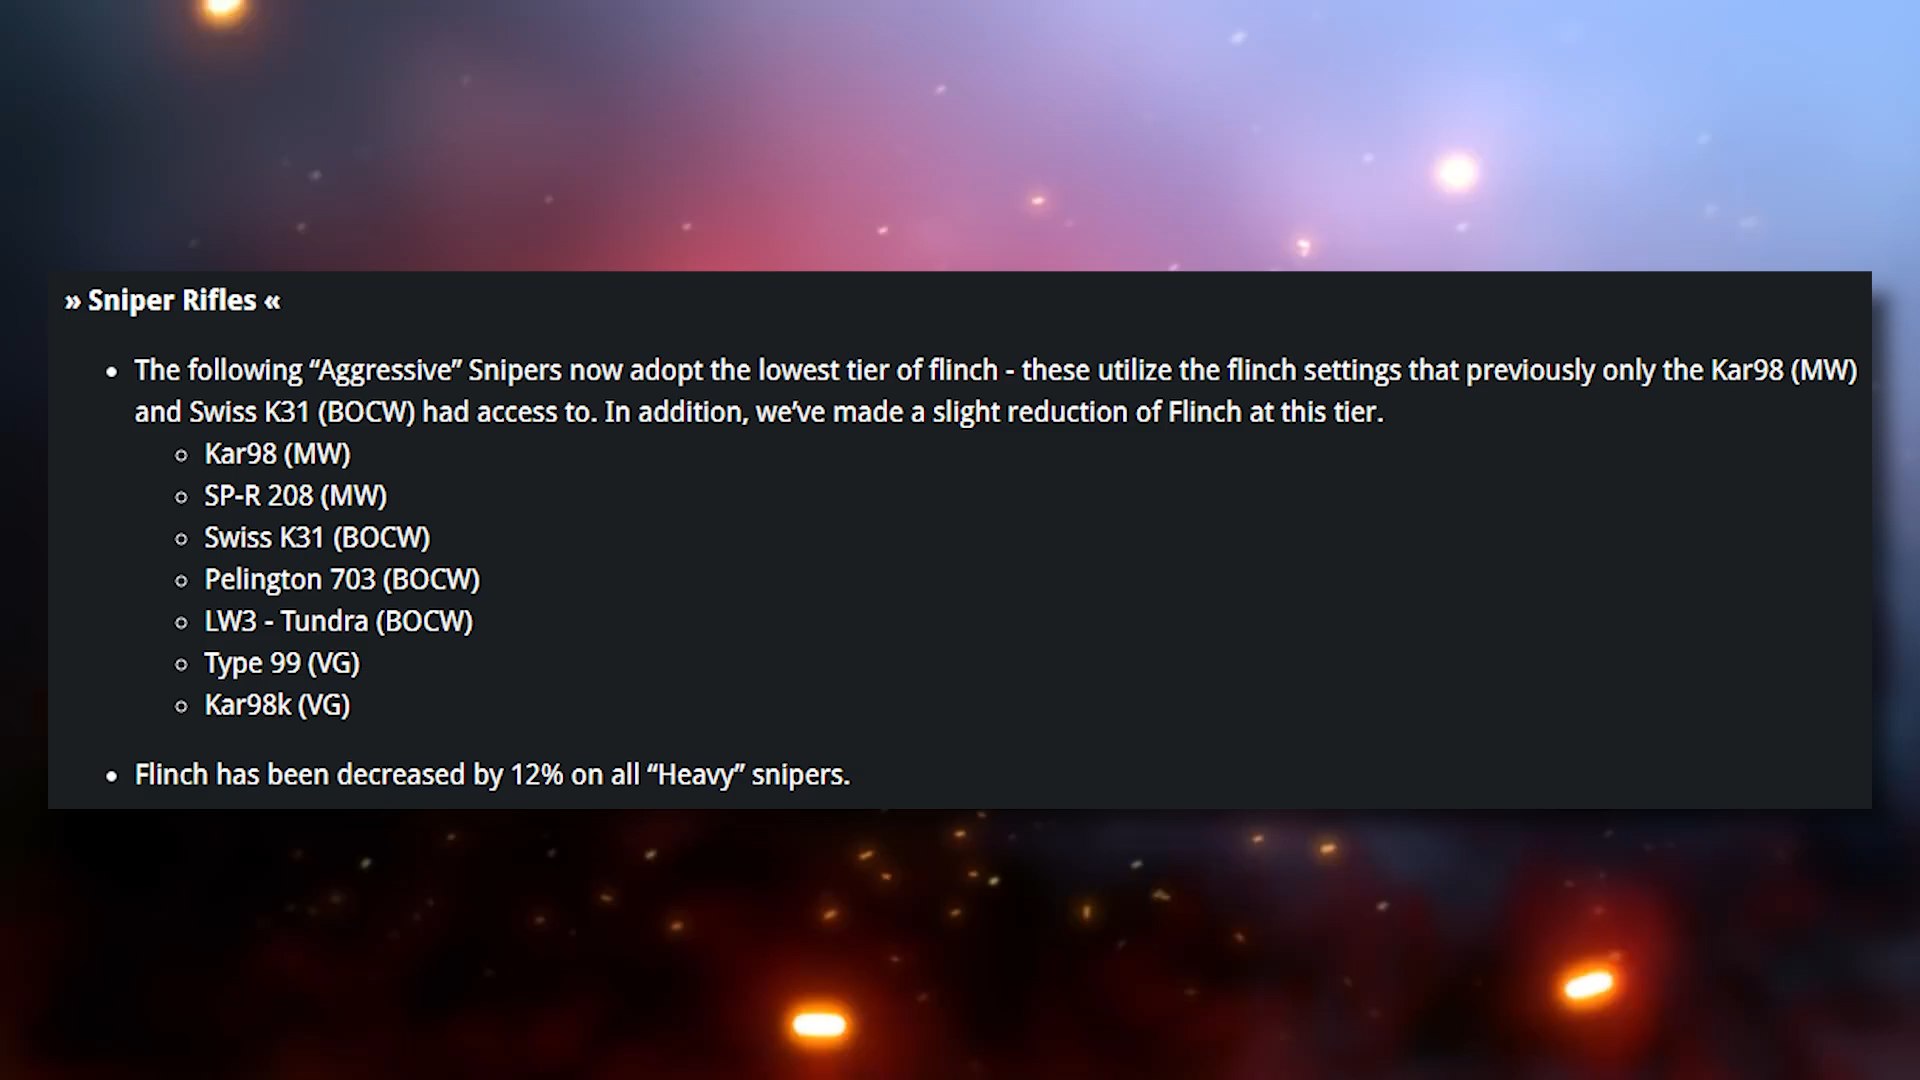 » Sniper Rifles «
• The following “Aggressive” Snipers now adopt the lowest tier of flinch - these utilize the flinch settings that previously only the Kar98 (MW)
and Swiss K31 (BOCW) had access to. In addition, we’ve made a slight reduction of Flinch at this tier.
◦ Kar98 (MW)
◦ SP-R 208 (MW)
◦ Swiss K31 (BOCW)
◦ Pelington 703 (BOCW)
◦ LW3 - Tundra (BOCW)
◦ Type 99 (VG)
◦ Kar98k (VG)
• Flinch has been decreased by 12% on all “Heavy” snipers.